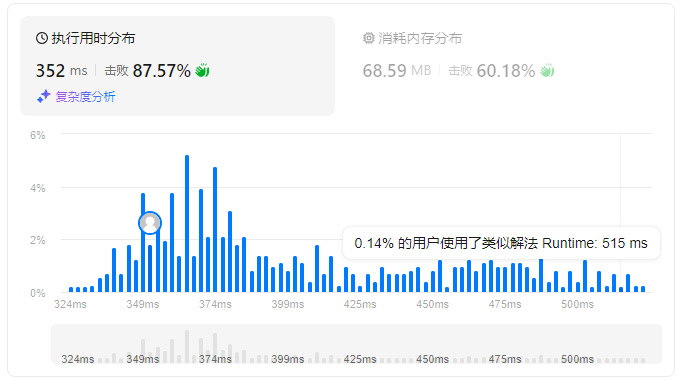 执行用时分布
352 ms 击败 87.57%
复杂度分析
消耗内存分布
68.59 MB 击败 60.18%
6%
4%
2%
0%
0.14% 的用户使用了类似解法 Runtime: 515 ms
324ms 349ms 374ms 399ms 425ms 450ms 475ms 500ms
324ms 349ms 374ms 399ms 425ms 450ms 475ms 500ms